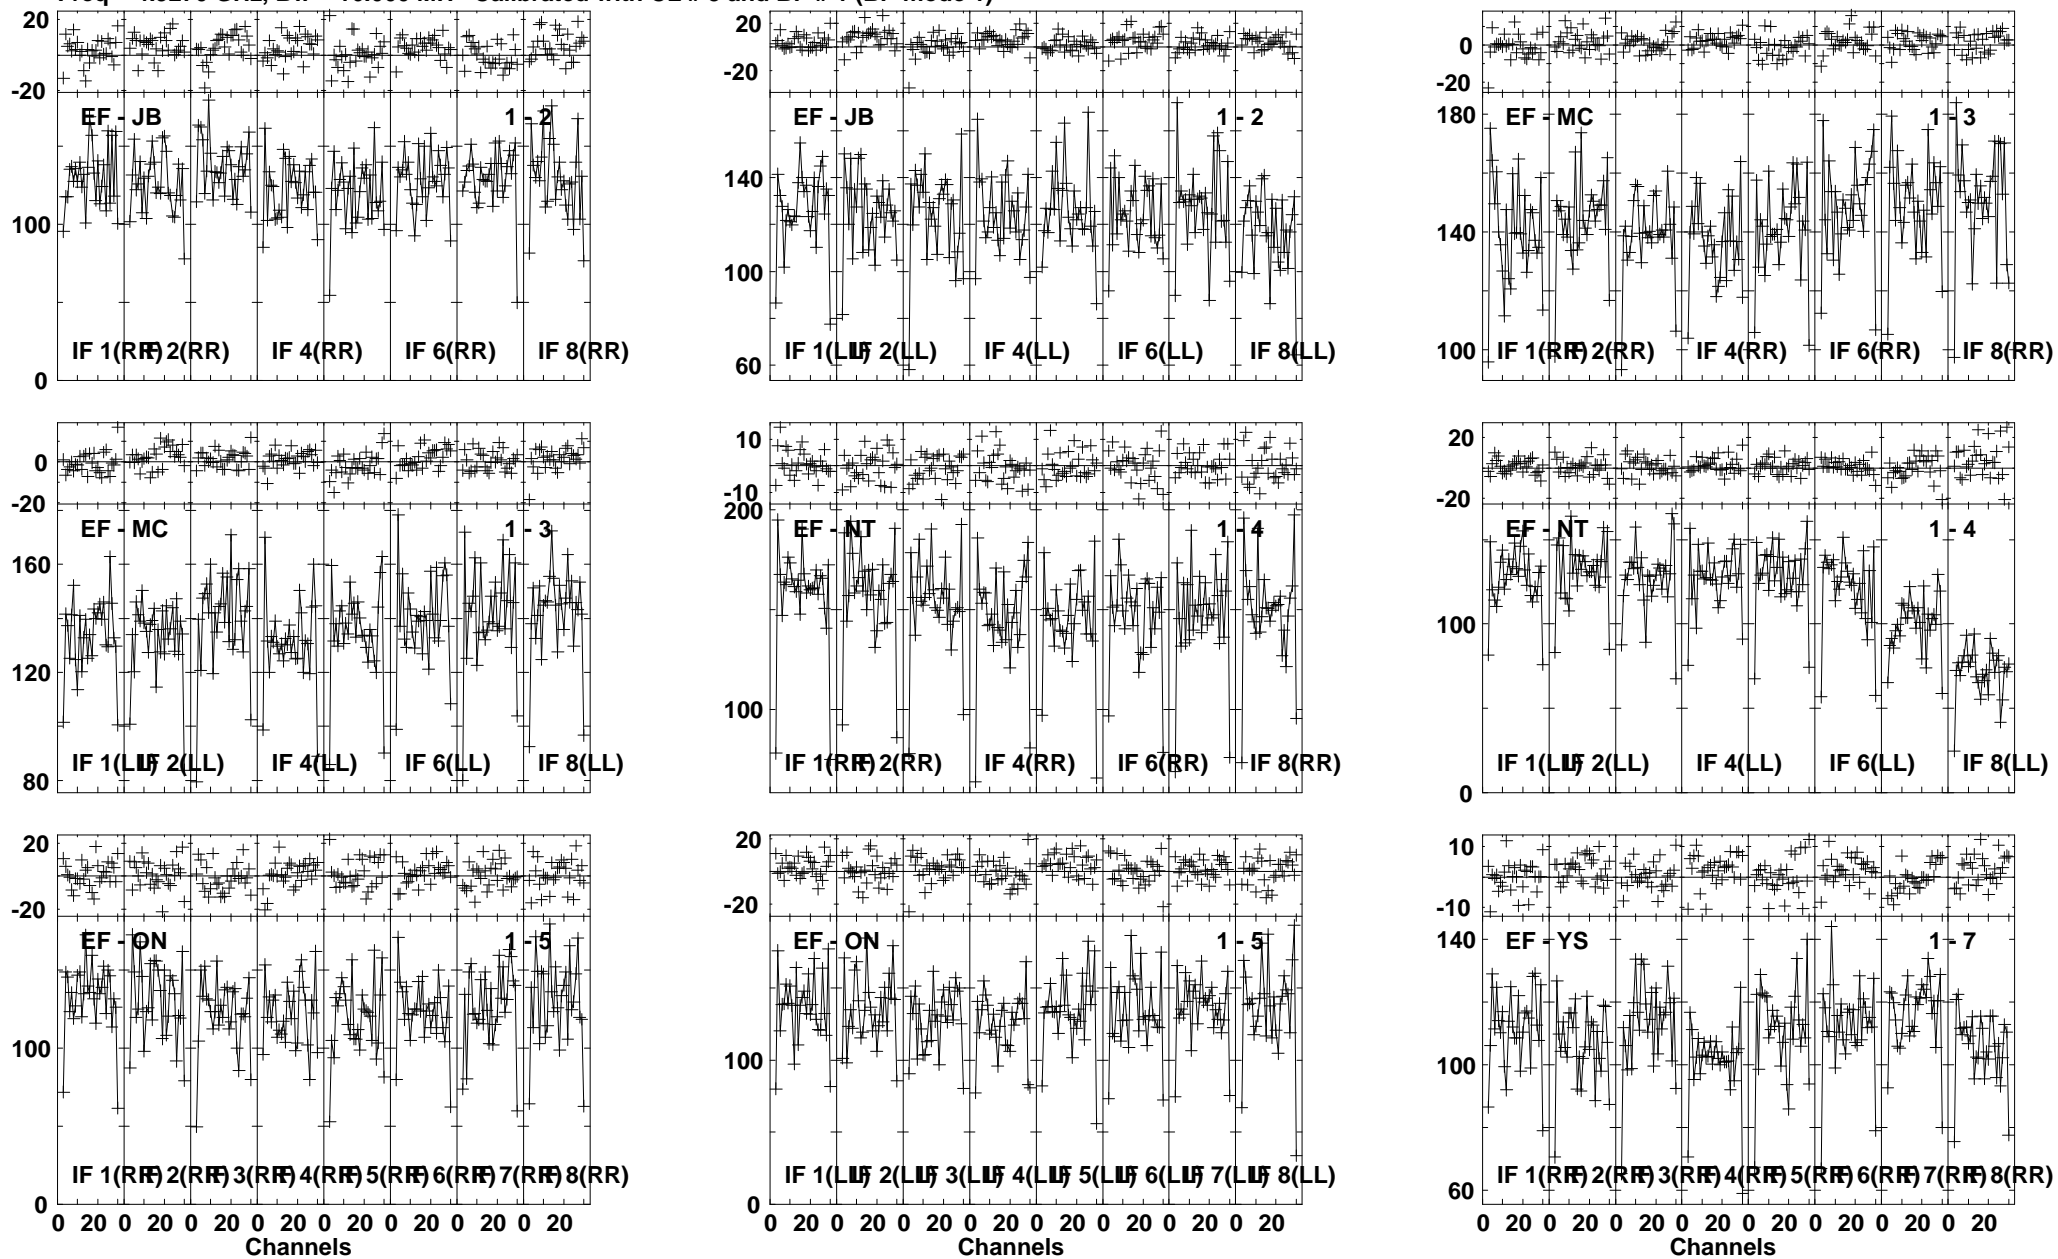 20
-20
EF - JB 1 - 2
100
0
IF 1(RR) IF 2(RR) IF 4(RR) IF 6(RR) IF 8(RR)
20
-20
EF - JB 1 - 2
140
100
60
IF 1(LL) IF 2(LL) IF 4(LL) IF 6(LL) IF 8(LL)
0
-20
180
EF - MC 1 - 3
140
100
IF 1(RR) IF 2(RR) IF 4(RR) IF 6(RR) IF 8(RR)
0
-20
EF - MC 1 - 3
160
120
80
IF 1(LL) IF 2(LL) IF 4(LL) IF 6(LL) IF 8(LL)
10
-10
200
EF - NT 1 - 4
100
IF 1(RR) IF 2(RR) IF 4(RR) IF 6(RR) IF 8(RR)
20
-20
EF - NT 1 - 4
100
0
IF 1(LL) IF 2(LL) IF 4(LL) IF 6(LL) IF 8(LL)
20
-20
EF - ON 1 - 5
100
0
IF 1(RR) IF 2(RR) IF 3(RR) IF 4(RR) IF 5(RR) IF 6(RR) IF 7(RR) IF 8(RR)
0 20 0 20 0 20 0 20 0 20 0 20 0 20 0 20
Channels
20
-20
EF - ON 1 - 5
100
0
IF 1(LL) IF 2(LL) IF 3(LL) IF 4(LL) IF 5(LL) IF 6(LL) IF 7(LL) IF 8(LL)
0 20 0 20 0 20 0 20 0 20 0 20 0 20 0 20
Channels
10
-10
140
EF - YS 1 - 7
100
60
IF 1(RR) IF 2(RR) IF 3(RR) IF 4(RR) IF 5(RR) IF 6(RR) IF 7(RR) IF 8(RR)
0 20 0 20 0 20 0 20 0 20 0 20 0 20 0 20
Channels